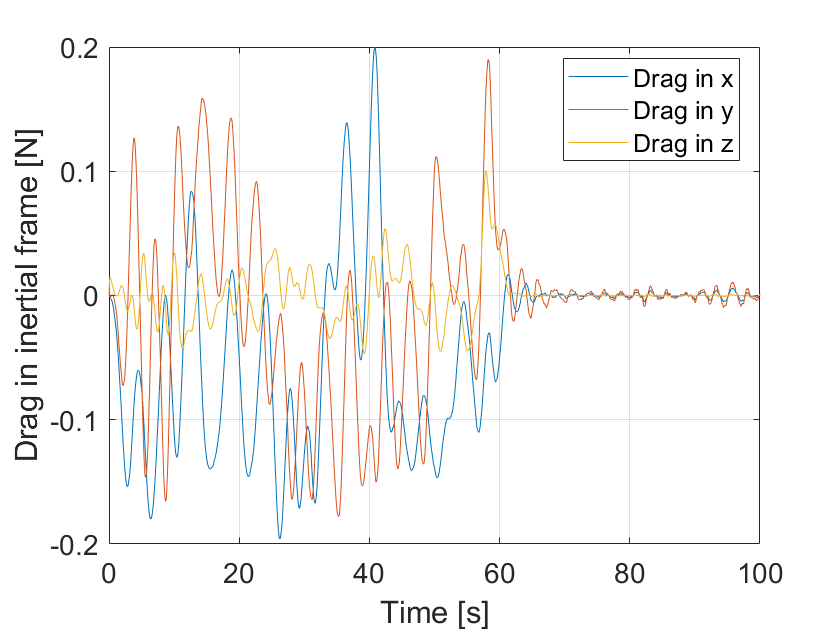 0.2
0.1
0
-0.1
-0.2
Drag in inertial frame [N]
Drag in x
Drag in y
Drag in z
0 20 40 60 80 100
Time [s]